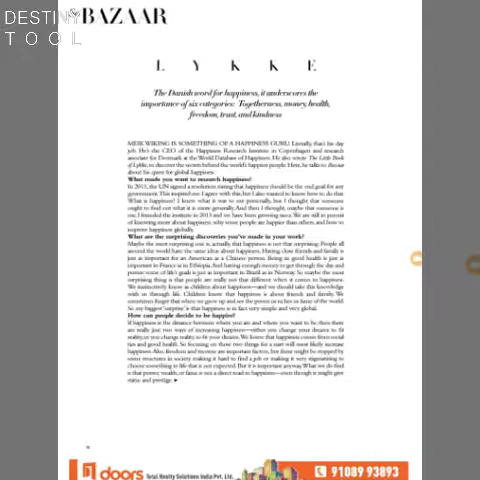 DESTINY
TOOL
BAZAAR
LYKKE
The Danish word for happiness, it underscores the
importance of six categories: Togetherness, money, health,
freedom, trust, and kindness
MEIK WIKING IS SOMETHING OF A HAPPINESS GURU. Literally, that's his day
job. He's the CEO of the Happiness Research Institute in Copenhagen and research
associate for Denmark at the World Database of Happiness. He also wrote The Little Book
of Lykke, to discover the secrets behind the world's happiest people. Here, he talks to Bazaar
about his quest for global happiness.
What made you want to research happiness?
In 2011, the UN signed a resolution stating that happiness should be the end goal for any
government. This inspired me. I agree with this, but I also wanted to know how to do that.
What is happiness? I knew what it was to me personally, but I thought that someone
ought to find out what it is more generally. And then I thought, maybe that someone is
me. I founded the institute in 2013 and we have been growing since. We are still in pursuit
of knowing more about happiness, why some people are happier than others, and how to
improve happiness globally.
What are the surprising discoveries you've made in your work?
Maybe the most surprising one is, actually, that happiness is not that surprising. People all
around the world have the same ideas about happiness. Having close friends and family is
just as important for an American as a Chinese person. Being in good health is just as
important in France as in Ethiopia. And having enough money to get through the day and
pursue some of life's goals is just as important in Brazil as in Norway. So maybe the most
surprising thing is that people are really not that different when it comes to happiness.
We instinctively know as children about happiness—and we should take this knowledge
with us through life. Children know that happiness is about friends and family. We
sometimes forget that when we grow up and see the power or riches or fame of the world.
So, my biggest 'surprise' is that happiness is in fact very simple and very global.
How can people decide to be happier?
If happiness is the distance between where you are and where you want to be, then there
are really just two ways of increasing happiness—either you change your dreams to fit
reality, or you change reality to fit your dreams. We know that happiness comes from social
ties and good health. So focusing on those two things for a start will most likely increase
happiness. Also, freedom and income are important factors, but those might be stopped by
some structures in society making it hard to find a job or making it very stigmatising to
choose something in life that is not expected. But it is important anyway. What we do find
is that power, wealth, or fame is not a direct road to happiness—even though it might give
status and prestige.
doors
Total Realty Solutions India Pvt. Ltd.
91089 93893